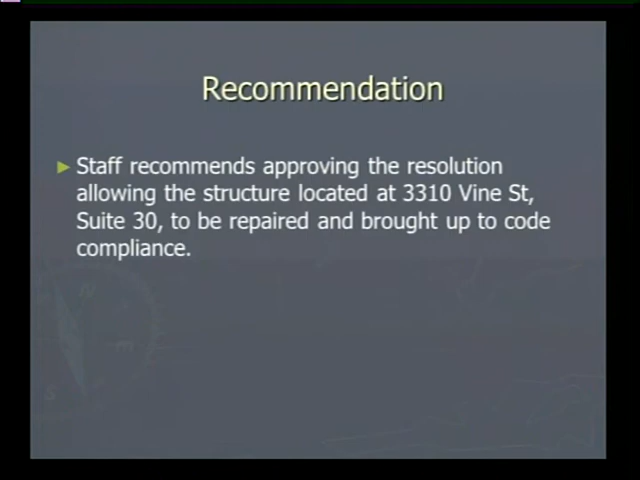 Recommendation
Staff recommends approving the resolution
allowing the structure located at 3310 Vine St,
Suite 30, to be repaired and brought up to code
compliance.